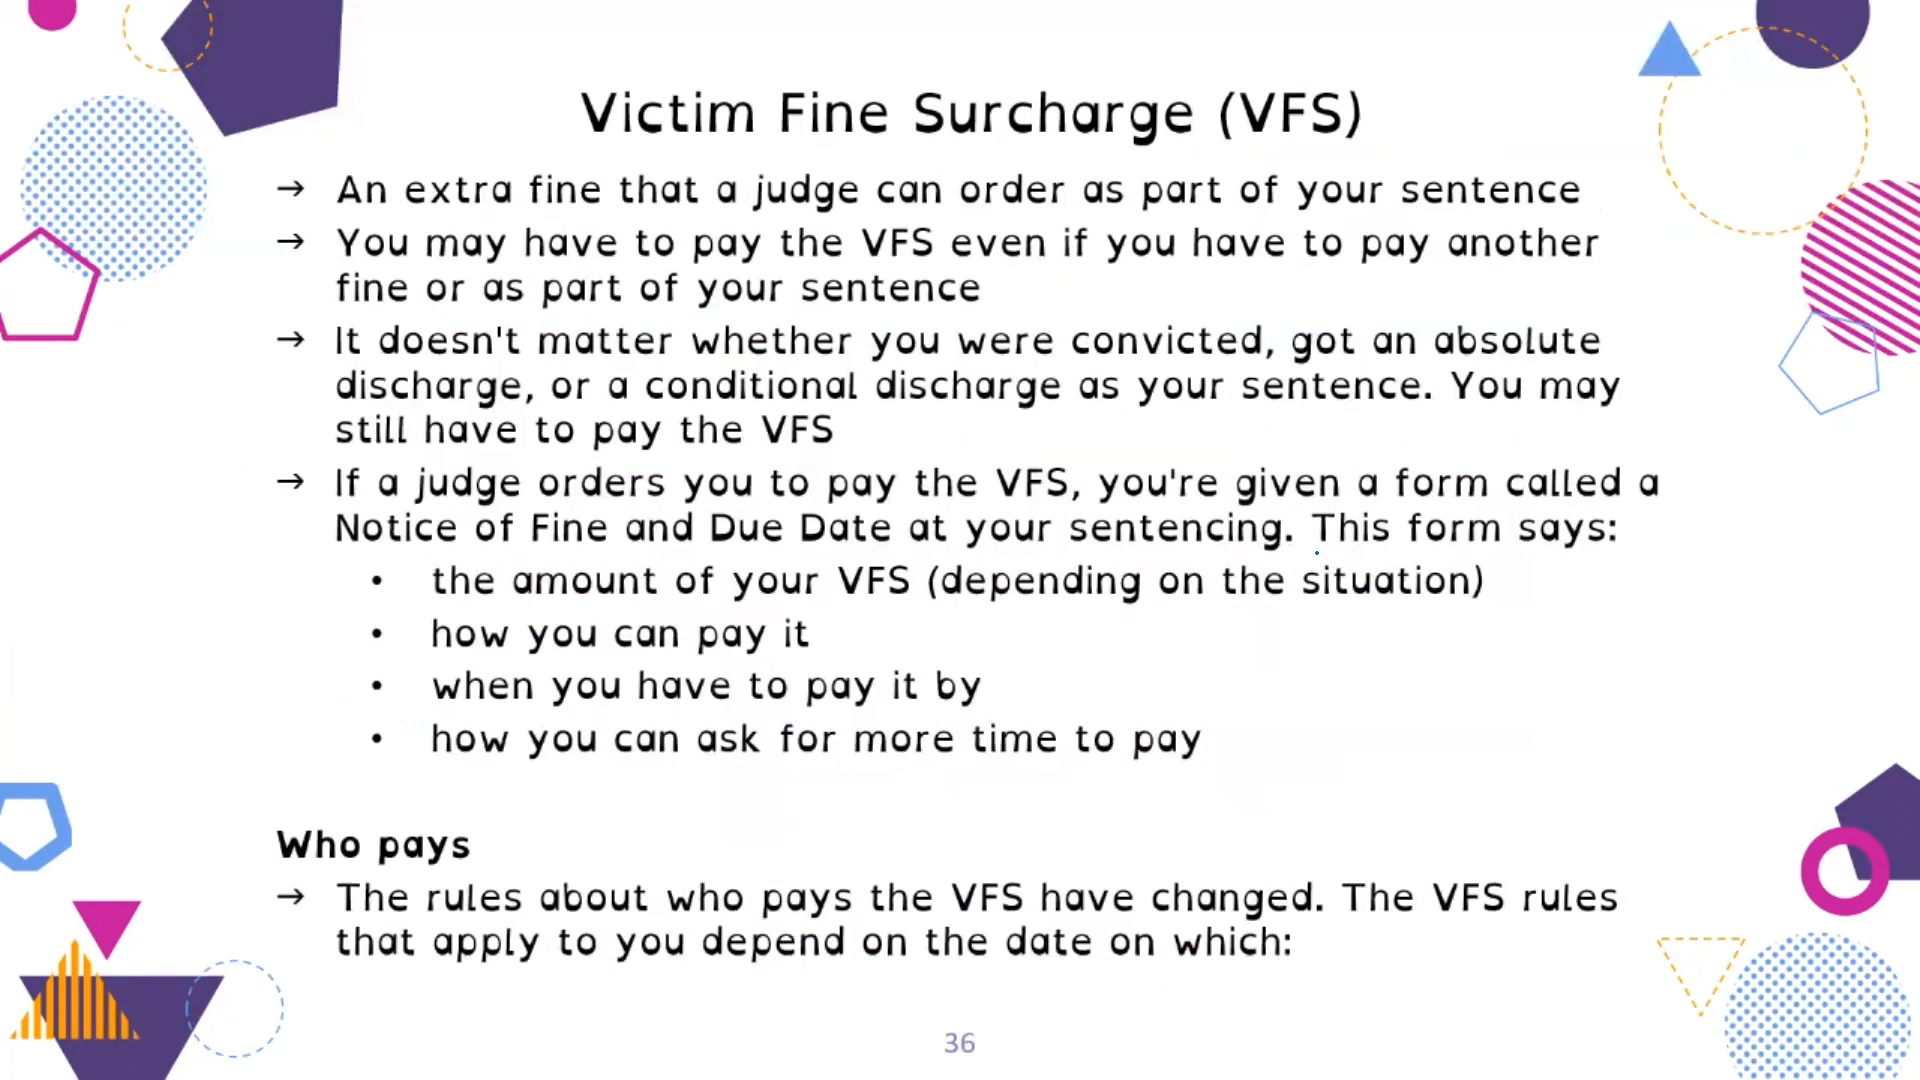 Victim Fine Surcharge (VFS)
→ An extra fine that a judge can order as part of your sentence
→ You may have to pay the VFS even if you have to pay another
fine or as part of your sentence
→ It doesn't matter whether you were convicted, got an absolute
discharge, or a conditional discharge as your sentence. You may
still have to pay the VFS
→ If a judge orders you to pay the VFS, you're given a form called a
Notice of Fine and Due Date at your sentencing. This form says:
• the amount of your VFS (depending on the situation)
• how you can pay it
• when you have to pay it by
• how you can ask for more time to pay
Who pays
→ The rules about who pays the VFS have changed. The VFS rules
that apply to you depend on the date on which:
36